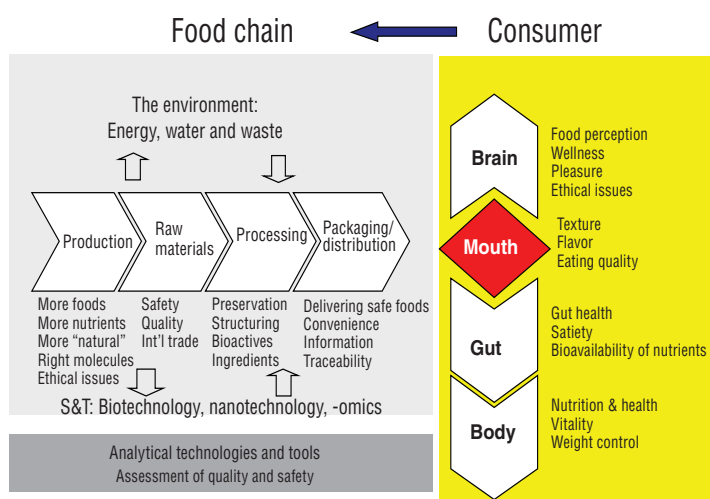 Food chain
Consumer
The environment:
Energy, water and waste
Production
Raw
materials
Processing
Packaging/
distribution
More foods
More nutrients
More “natural”
Right molecules
Ethical issues
Safety
Quality
Int’l trade
Preservation
Structuring
Bioactives
Ingredients
Delivering safe foods
Convenience
Information
Traceability
S&T: Biotechnology, nanotechnology, -omics
Analytical technologies and tools
Assessment of quality and safety
Brain
Food perception
Wellness
Pleasure
Ethical issues
Mouth
Texture
Flavor
Eating quality
Gut
Gut health
Satiety
Bioavailability of nutrients
Body
Nutrition & health
Vitality
Weight control